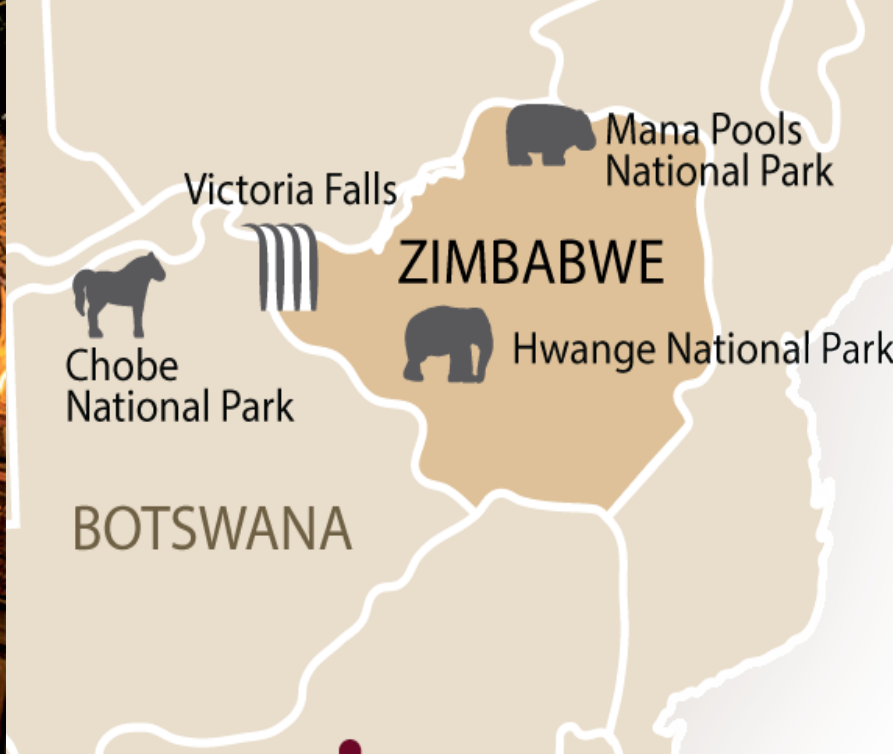 Mana Pools
National Park
Victoria Falls
ZIMBABWE
Hwange National Park
Chobe
National Park
BOTSWANA